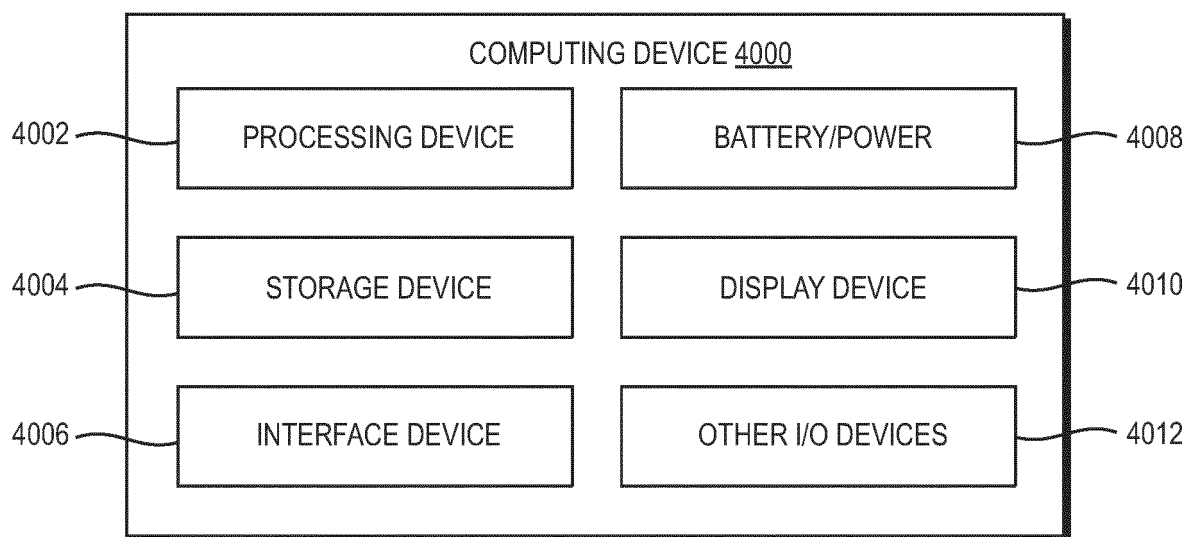 COMPUTING DEVICE 4000
4002 PROCESSING DEVICE BATTERY/POWER 4008
4004 STORAGE DEVICE DISPLAY DEVICE 4010
4006 INTERFACE DEVICE OTHER I/O DEVICES 4012